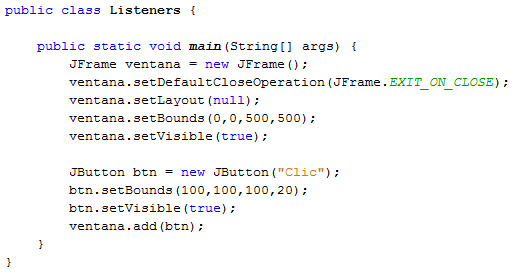 public class Listeners {
public static void main(String[] args) {
JFrame ventana = new JFrame();
ventana.setDefaultCloseOperation(JFrame.EXIT_ON_CLOSE);
ventana.setLayout(null);
ventana.setBounds(0,0,500,500);
ventana.setVisible(true);
JButton btn = new JButton("Clic");
btn.setBounds(100,100,100,20);
btn.setVisible(true);
ventana.add(btn);
}
}